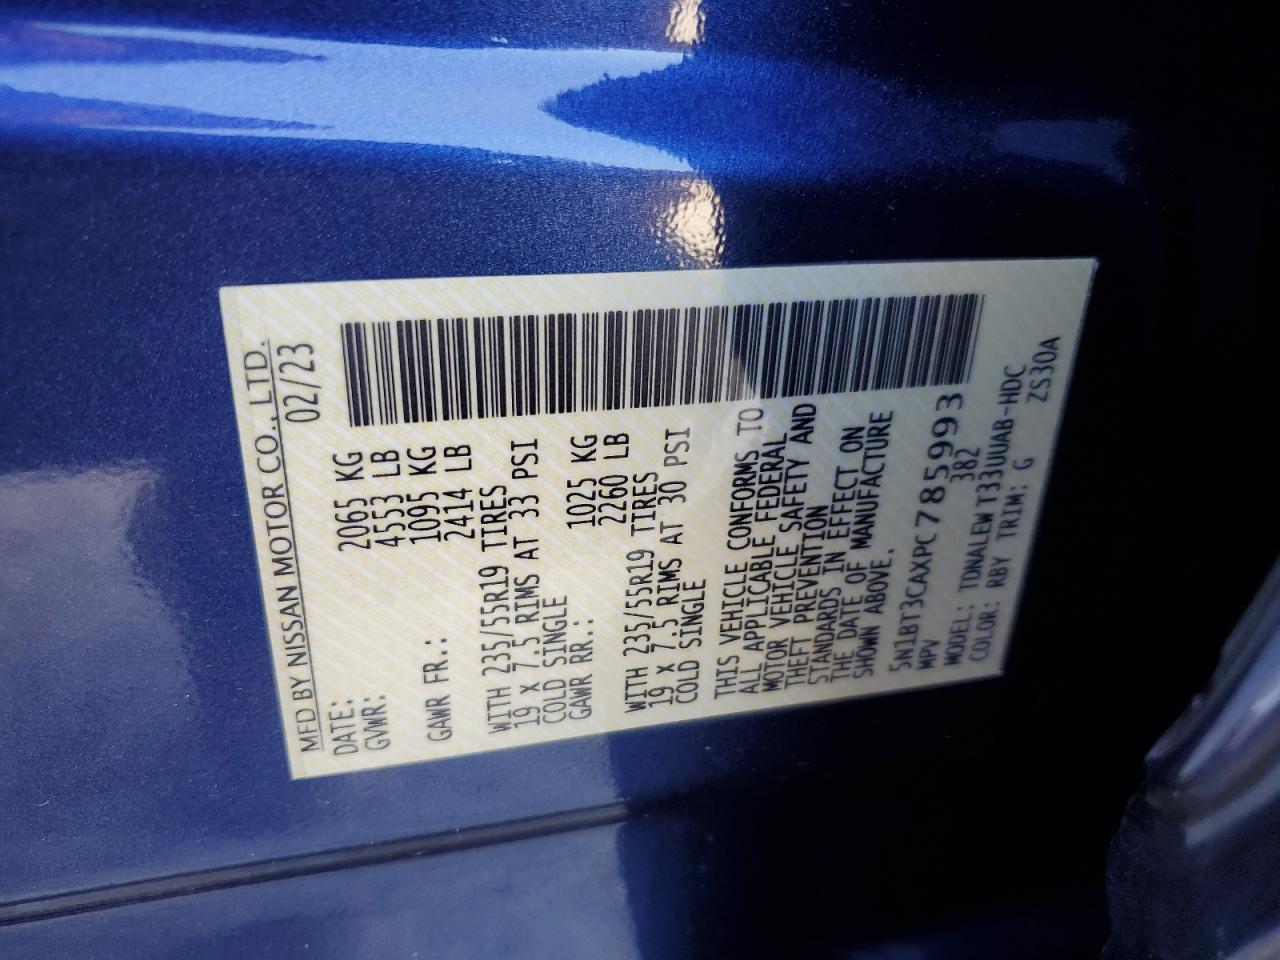 MFD BY NISSAN MOTOR CO., LTD.
DATE: 02/23
GVWR: 2065 KG
4533 LB
GAWR FR.: 1095 KG
2414 LB
WITH 235/55R19 TIRES
19 X 7.5 RIMS AT 33 PSI
COLD SINGLE
GAWR RR.: 1025 KG
2260 LB
WITH 235/55R19 TIRES
19 X 7.5 RIMS AT 30 PSI
COLD SINGLE
THIS VEHICLE CONFORMS TO
ALL APPLICABLE FEDERAL
MOTOR VEHICLE SAFETY AND
THEFT PREVENTION
STANDARDS IN EFFECT ON
THE DATE OF MANUFACTURE
SHOWN ABOVE.
5N1BT3CAXPC785993
MPV 382
MODEL: TDNALEWT33UUAB-HDC
COLOR: RBY TRIM: G ZS30A